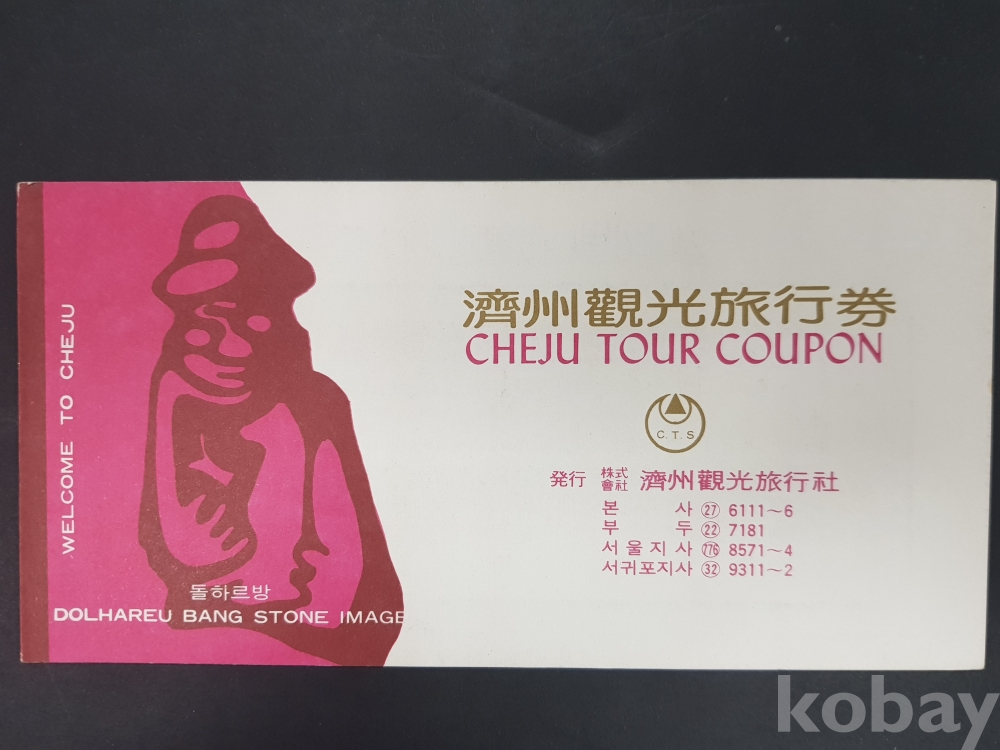 WELCOME TO CHEJU
돌하르방
DOLHAREU BANG STONE IMAGE
濟州觀光旅行券
CHEJU TOUR COUPON
C.T.S
発行 株式會社 濟州觀光旅行社
본 사 ㉗ 6111~6
부 두 ㉒ 7181
서울지사 (776) 8571~4
서귀포지사 ㉜ 9311~2
kobay